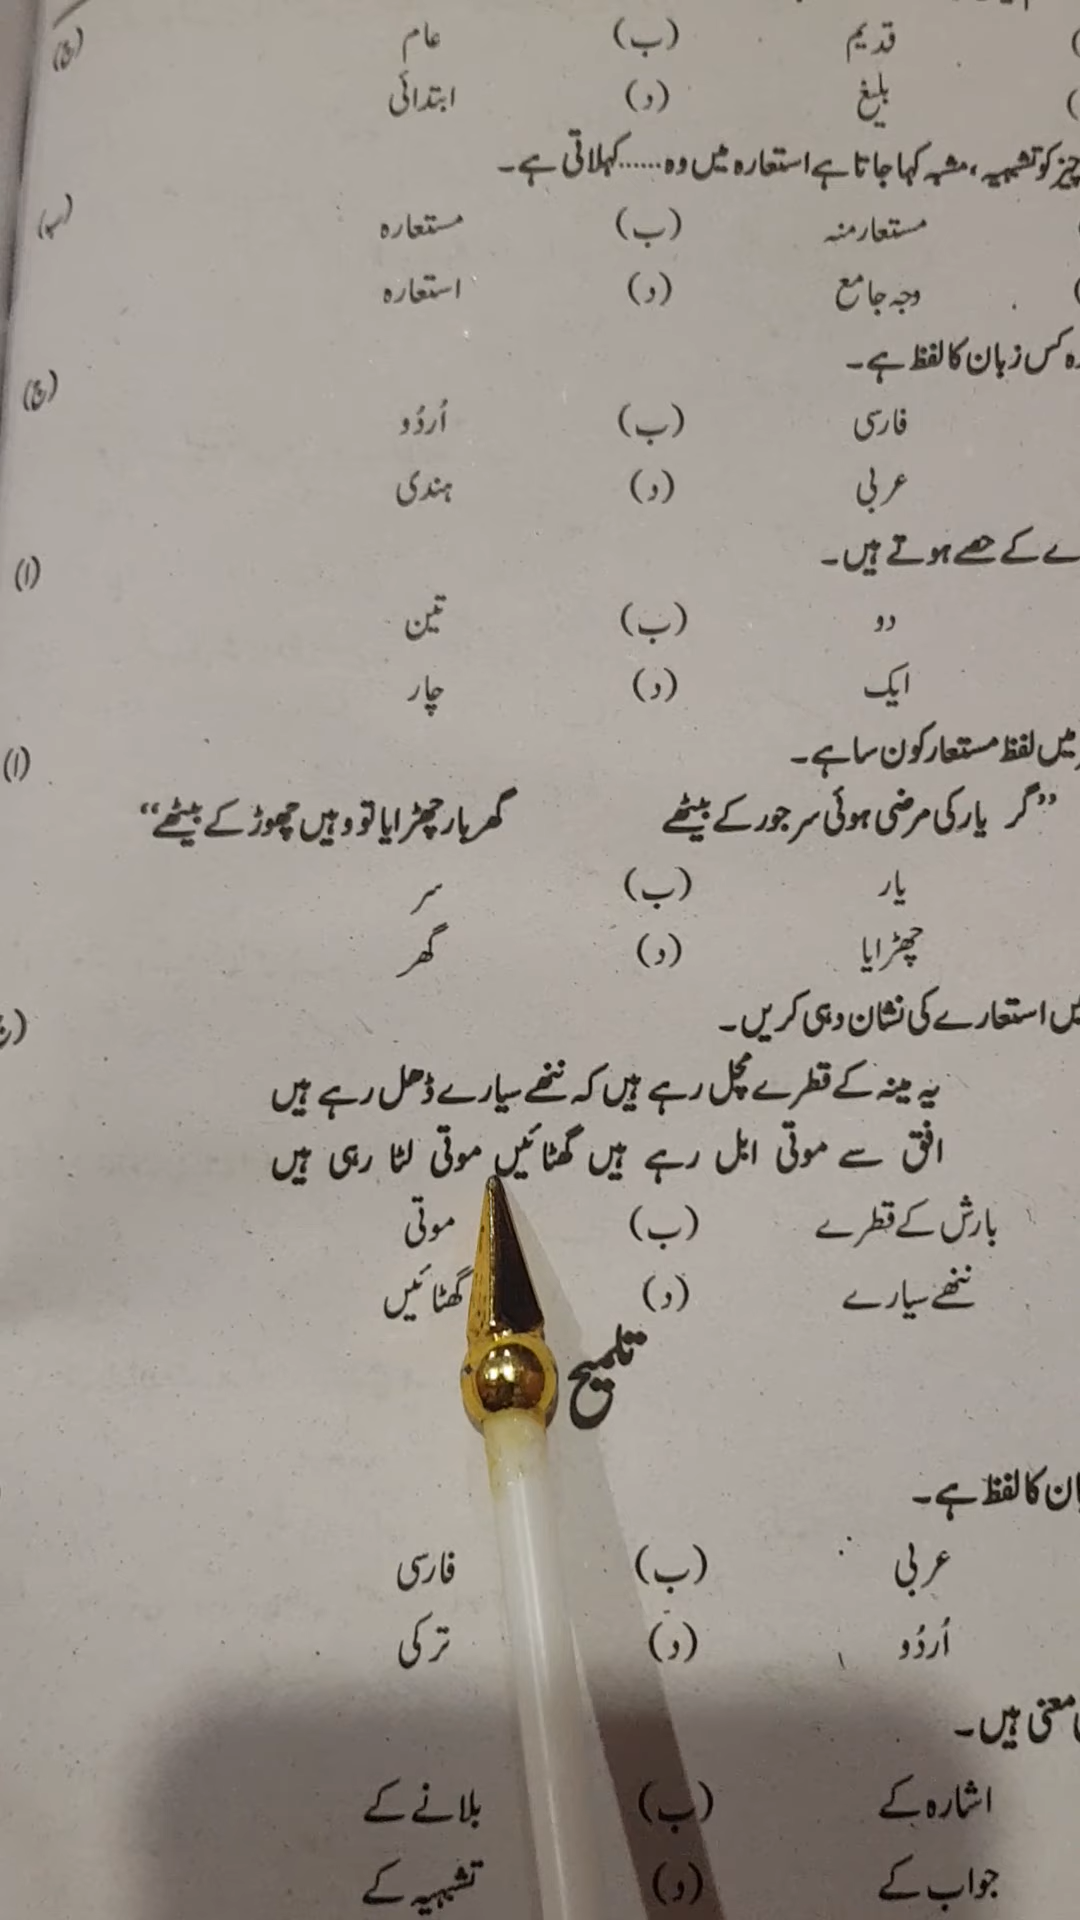 قدیم (ب) عام (ج)
بلیغ (د) ابتدائی
چیز کو تشبیہہ، مشبہ کہا جاتا ہے استعارہ میں وہ......کہلاتی ہے۔
مستعار منہ (ب) مستعارہ (ب)
وجہ جامع (د) استعارہ
کس زبان کا لفظ ہے۔
فارسی (ب) اُردُو (ج)
عربی (د) ہندی
کے حصے ہوتے ہیں۔
دو (ب) تین (ا)
ایک (د) چار
میں لفظ مستعار کون سا ہے۔ (ا)
”گر یار کی مرضی ہوئی سر جور کے بیٹھے گھر بار چھڑایا تو وہیں چھوڑ کے بیٹھے“
یار (ب) سر
چھڑایا (د) گھر
استعارے کی نشان دہی کریں۔
یہ مینہ کے قطرے مچل رہے ہیں کہ ننھے سیارے ڈھل رہے ہیں
افق سے موتی ابل رہے ہیں گھٹائیں موتی لٹا رہی ہیں
بارش کے قطرے (ب) موتی
ننھے سیارے (د) گھٹائیں
تلمیح
کا لفظ ہے۔
عربی (ب) فارسی
اُردُو (د) ترکی
معنی ہیں۔
اشارہ کے (ب) بلانے کے
جواب کے (د) تشبیہہ کے